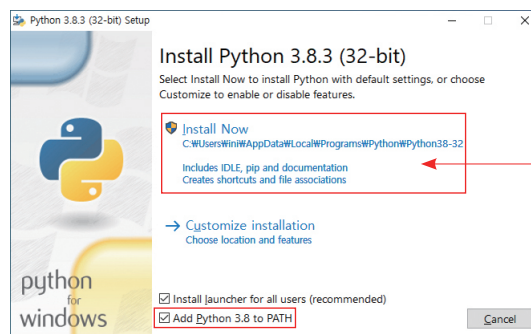 Python 3.8.3 (32-bit) Setup
Install Python 3.8.3 (32-bit)
Select Install Now to install Python with default settings, or choose
Customize to enable or disable features.
Install Now
C:₩Users₩ini₩AppData₩Local₩Programs₩Python₩Python38-32
Includes IDLE, pip and documentation
Creates shortcuts and file associations
→ Customize installation
Choose location and features
python
for
windows
Install launcher for all users (recommended)
Add Python 3.8 to PATH
Cancel